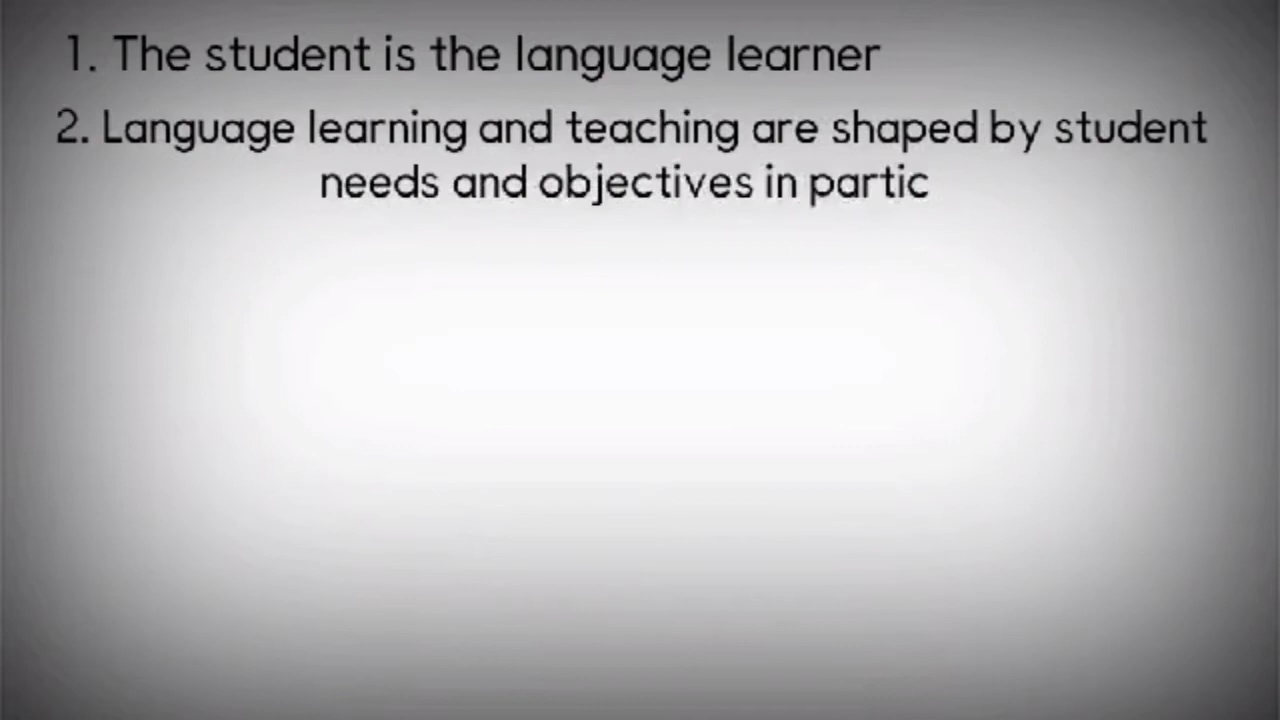 1. The student is the language learner
2. Language learning and teaching are shaped by student
needs and objectives in partic